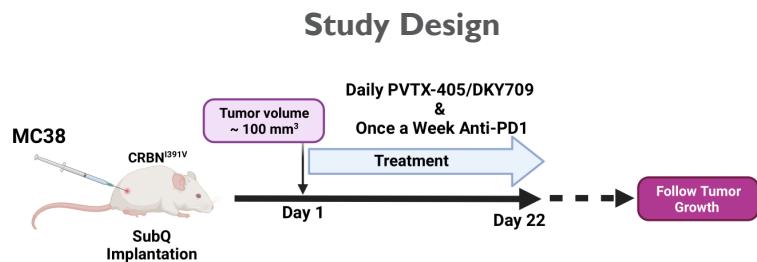 Study Design
Daily PVTX-405/DKY709
&
Once a Week Anti-PD1
Tumor volume
~ 100 mm³
MC38
CRBN^I391V
Treatment
Day 1
Day 22
Follow Tumor
Growth
SubQ
Implantation